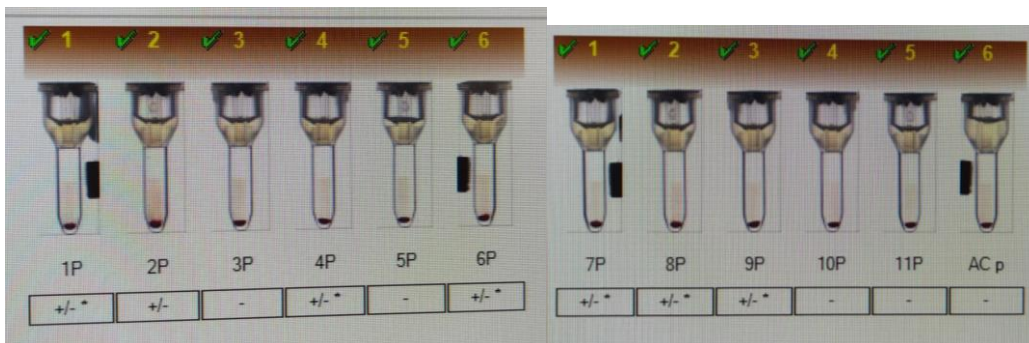 1 2 3 4 5 6
1P 2P 3P 4P 5P 6P
+/- * +/- - +/- * - +/- *
1 2 3 4 5 6
7P 8P 9P 10P 11P AC p
+/- * +/- * +/- * - - -